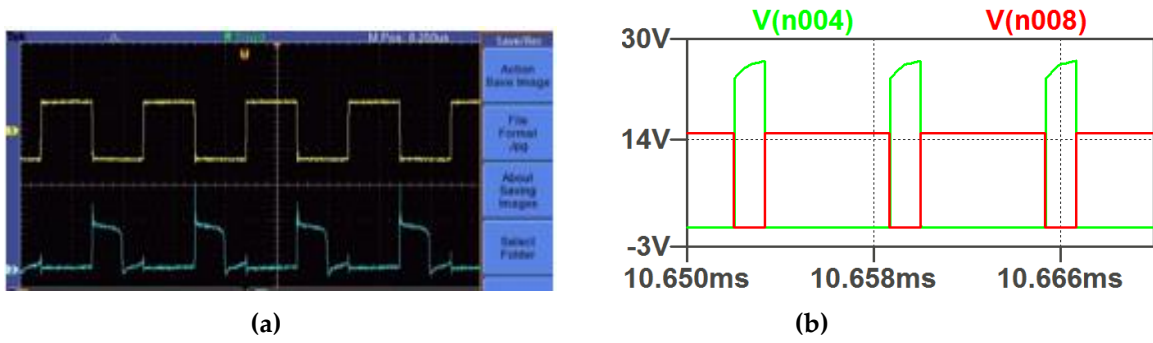 M Pos: 0.200us
Save/Rec
Action
Save Image
File
Format
About
Saving
Images
Select
Folder
(a)
V(n004) V(n008)
30V
14V
-3V
10.650ms 10.658ms 10.666ms
(b)